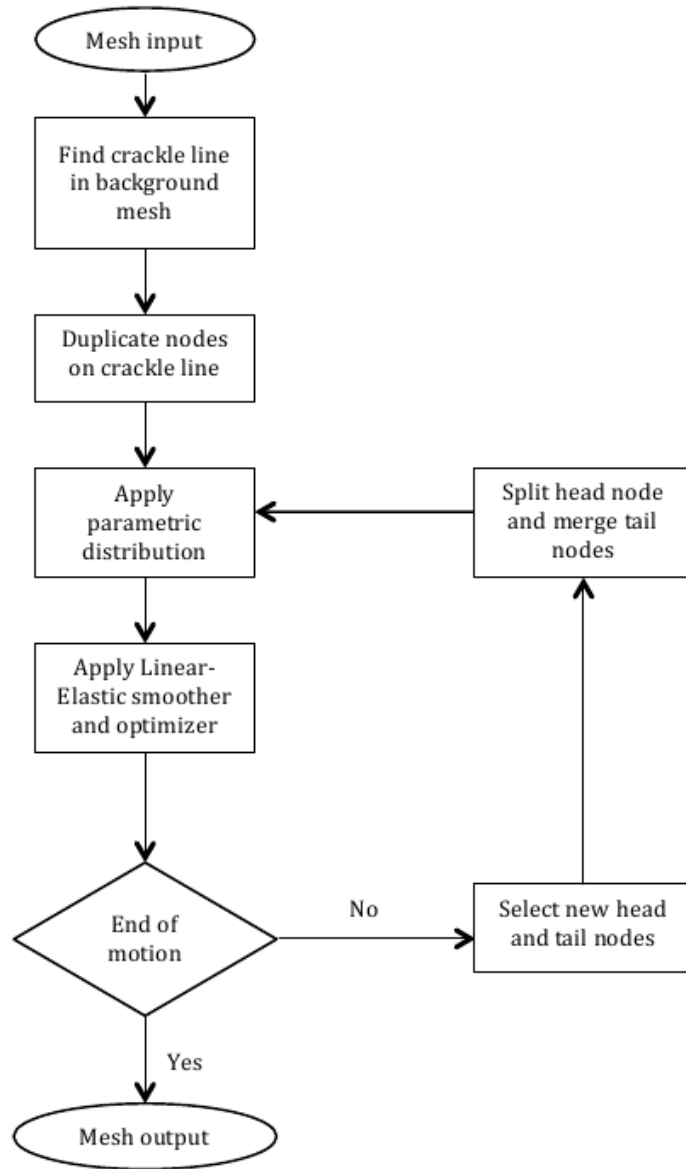 Mesh input
Find crackle line
in background
mesh
Duplicate nodes
on crackle line
Apply
parametric
distribution
Split head node
and merge tail
nodes
Apply Linear-
Elastic smoother
and optimizer
End of
motion
No
Select new head
and tail nodes
Yes
Mesh output